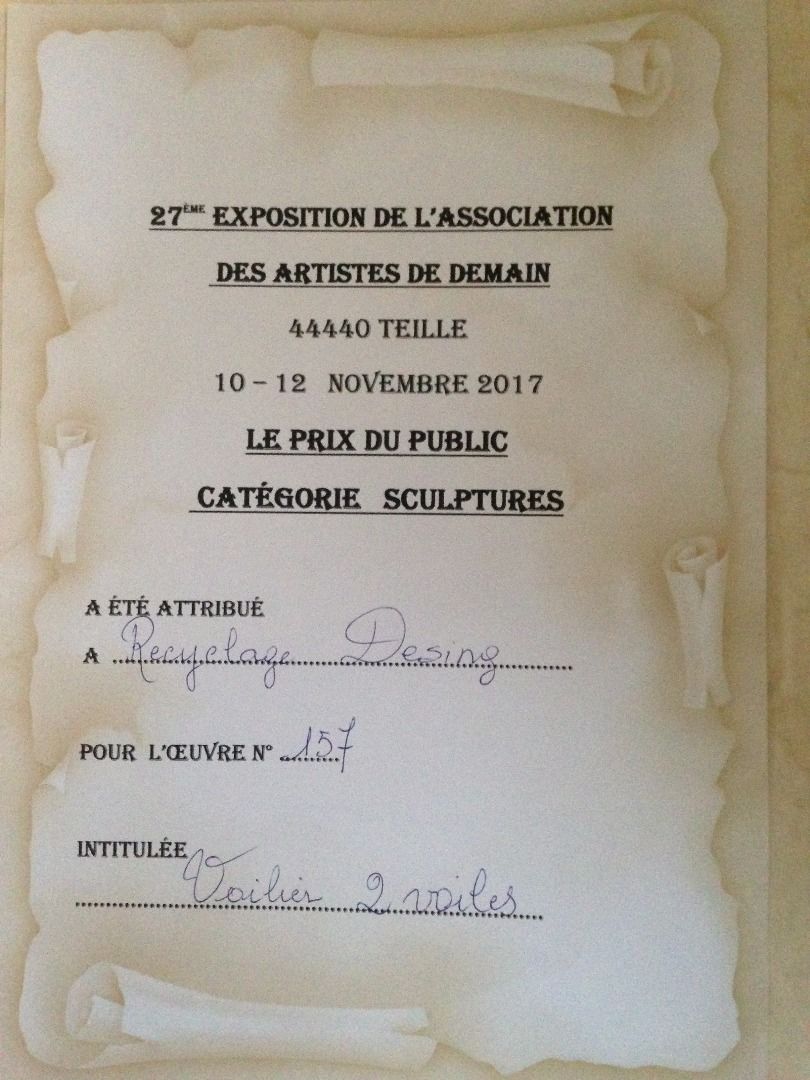 27ÈME EXPOSITION DE L'ASSOCIATION
DES ARTISTES DE DEMAIN
44440 TEILLE
10 – 12 NOVEMBRE 2017
LE PRIX DU PUBLIC
CATÉGORIE SCULPTURES
A ÉTÉ ATTRIBUÉ
A Recyclage Desing
POUR L'ŒUVRE N° 157
INTITULÉE
Voilier 2 voiles